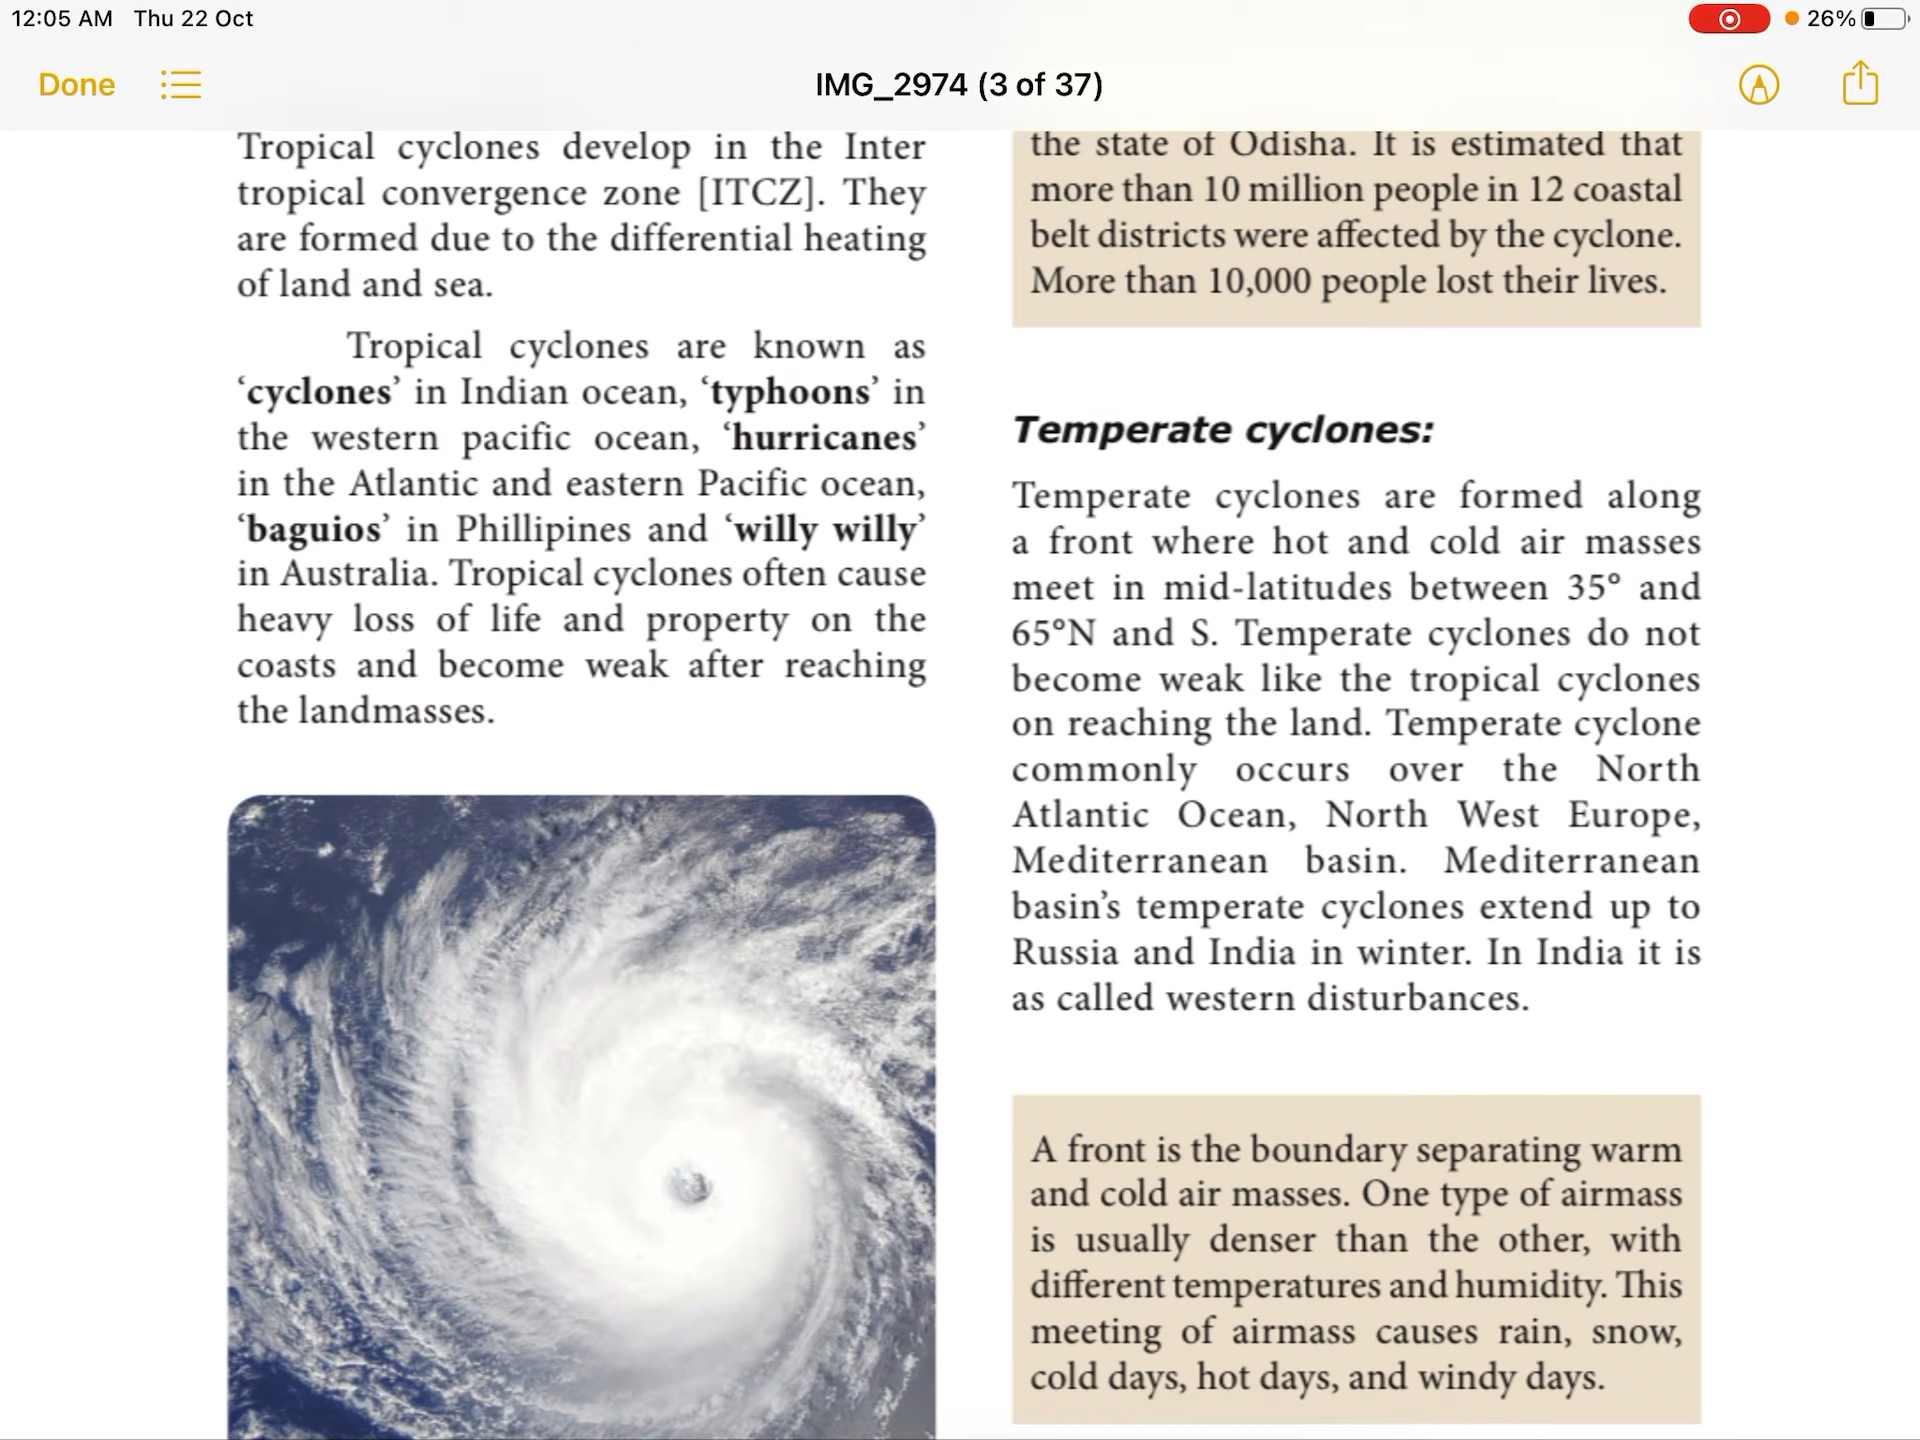 12:05 AM Thu 22 Oct
26%
Done
IMG_2974 (3 of 37)
Tropical cyclones develop in the Inter
tropical convergence zone [ITCZ]. They
are formed due to the differential heating
of land and sea.
Tropical cyclones are known as
‘cyclones’ in Indian ocean, ‘typhoons’ in
the western pacific ocean, ‘hurricanes’
in the Atlantic and eastern Pacific ocean,
‘baguios’ in Phillipines and ‘willy willy’
in Australia. Tropical cyclones often cause
heavy loss of life and property on the
coasts and become weak after reaching
the landmasses.
the state of Odisha. It is estimated that
more than 10 million people in 12 coastal
belt districts were affected by the cyclone.
More than 10,000 people lost their lives.
Temperate cyclones:
Temperate cyclones are formed along
a front where hot and cold air masses
meet in mid-latitudes between 35° and
65°N and S. Temperate cyclones do not
become weak like the tropical cyclones
on reaching the land. Temperate cyclone
commonly occurs over the North
Atlantic Ocean, North West Europe,
Mediterranean basin. Mediterranean
basin’s temperate cyclones extend up to
Russia and India in winter. In India it is
as called western disturbances.
A front is the boundary separating warm
and cold air masses. One type of airmass
is usually denser than the other, with
different temperatures and humidity. This
meeting of airmass causes rain, snow,
cold days, hot days, and windy days.